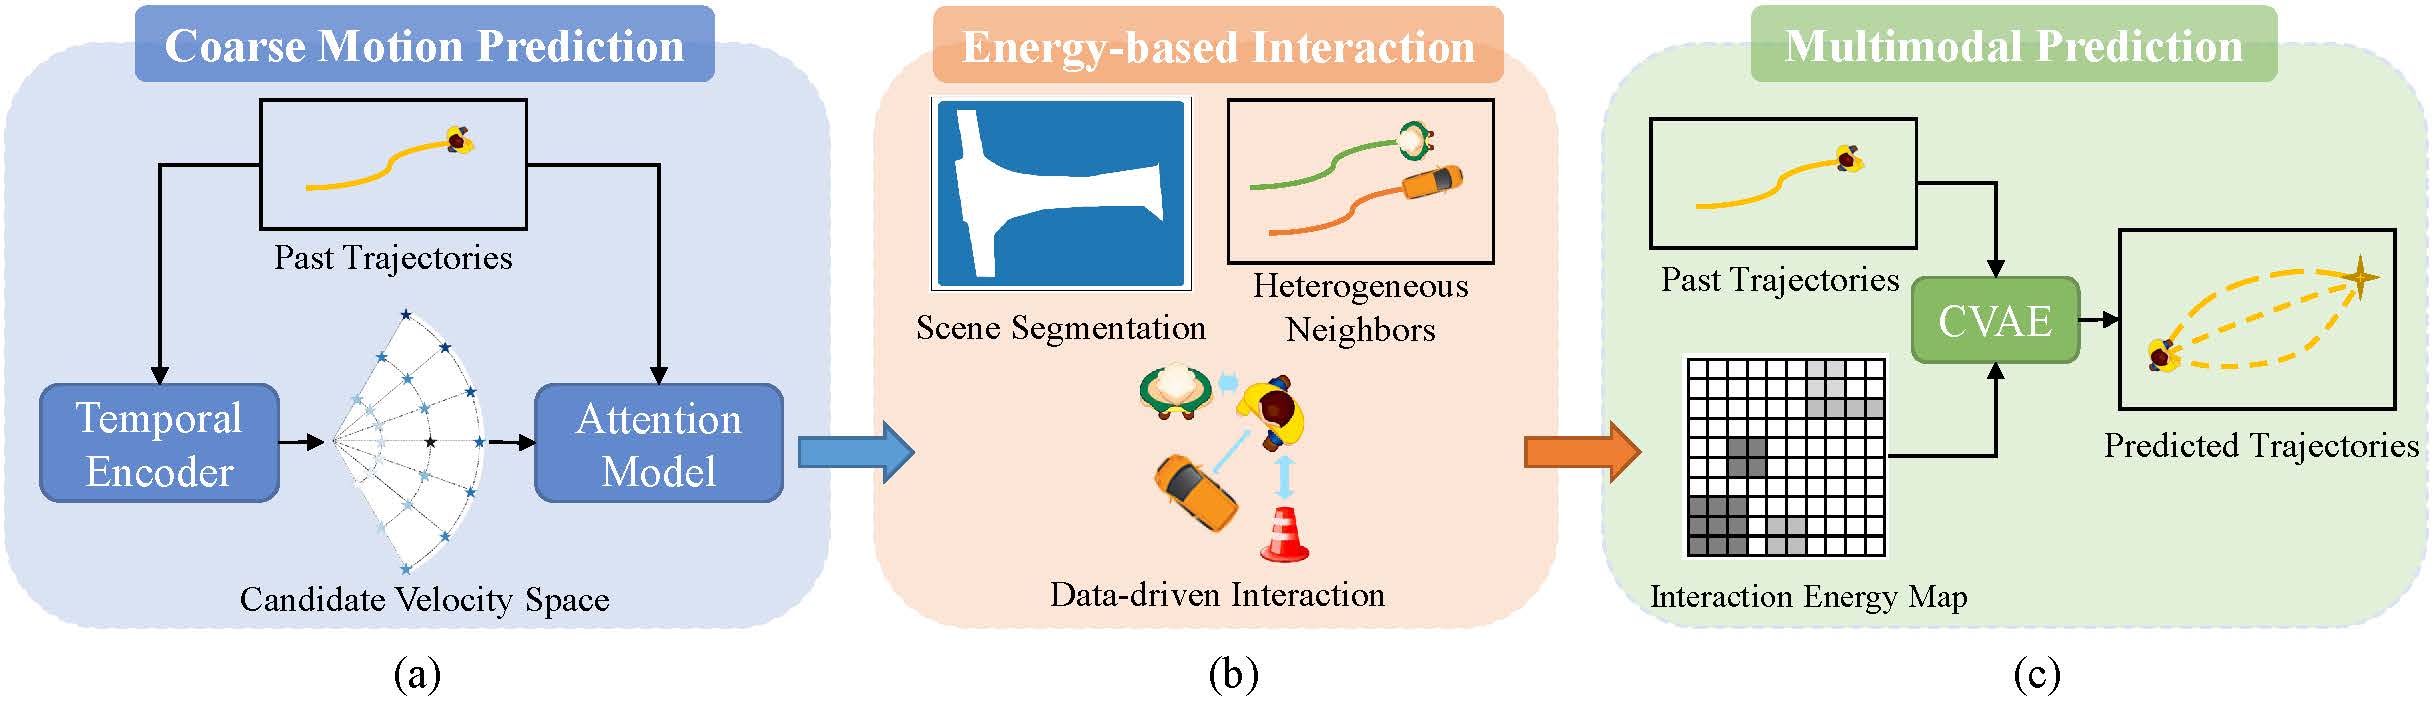 Coarse Motion Prediction
Past Trajectories
Temporal
Encoder
Attention
Model
Candidate Velocity Space
(a)
Energy-based Interaction
Scene Segmentation
Heterogeneous
Neighbors
Data-driven Interaction
(b)
Multimodal Prediction
Past Trajectories
CVAE
Interaction Energy Map
Predicted Trajectories
(c)